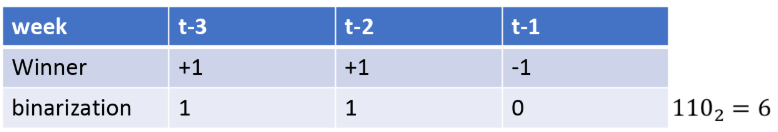 week t-3 t-2 t-1
Winner +1 +1 -1
binarization 1 1 0 110₂ = 6